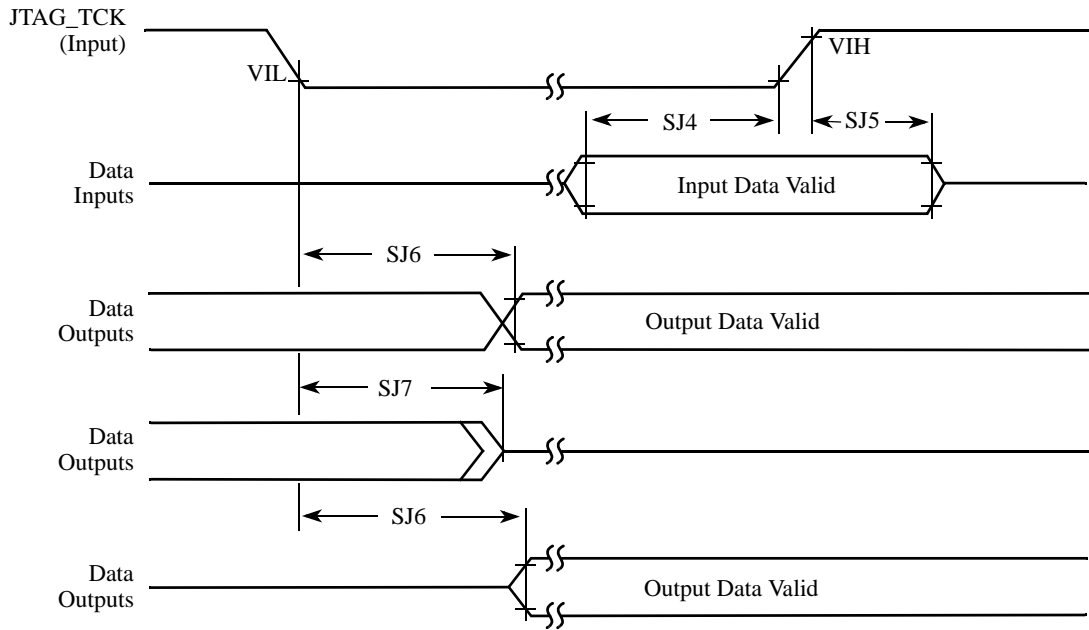 JTAG_TCK
(Input)
VIL
VIH
SJ4
SJ5
Data
Inputs
Input Data Valid
SJ6
Data
Outputs
Output Data Valid
SJ7
Data
Outputs
SJ6
Data
Outputs
Output Data Valid